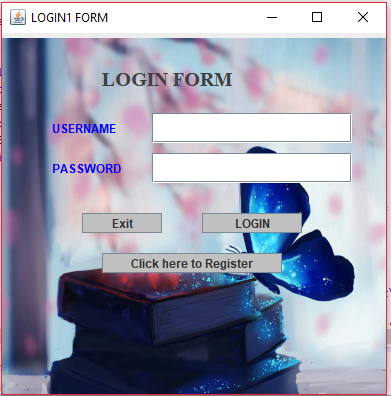 LOGIN1 FORM
LOGIN FORM
USERNAME
PASSWORD
Exit LOGIN
Click here to Register